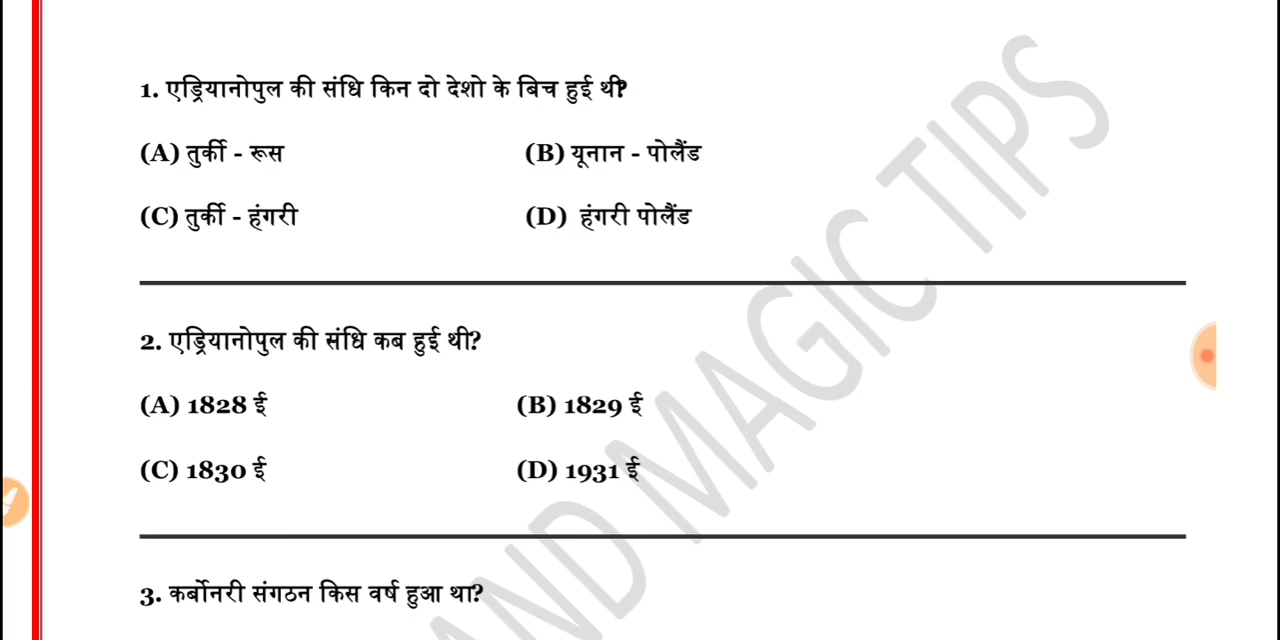 1. एड्रियानोपुल की संधि किन दो देशो के बिच हुई थी?
(A) तुर्की - रूस (B) यूनान - पोलैंड
(C) तुर्की - हंगरी (D) हंगरी पोलैंड
2. एड्रियानोपुल की संधि कब हुई थी?
(A) 1828 ई (B) 1829 ई
(C) 1830 ई (D) 1931 ई
3. कर्बोनरी संगठन किस वर्ष हुआ था?
AND MAGIC TIPS